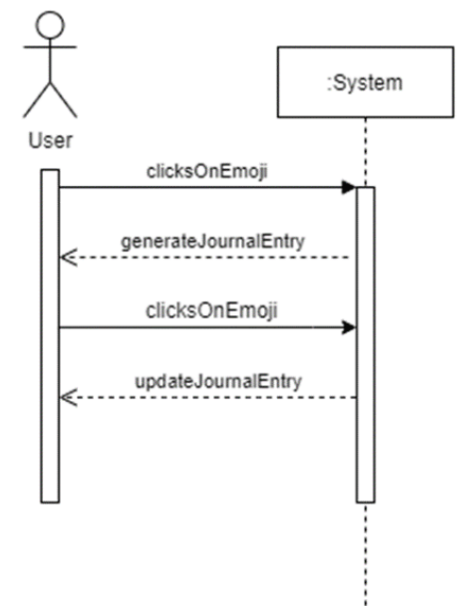 :System
User
clicksOnEmoji
generateJournalEntry
clicksOnEmoji
updateJournalEntry